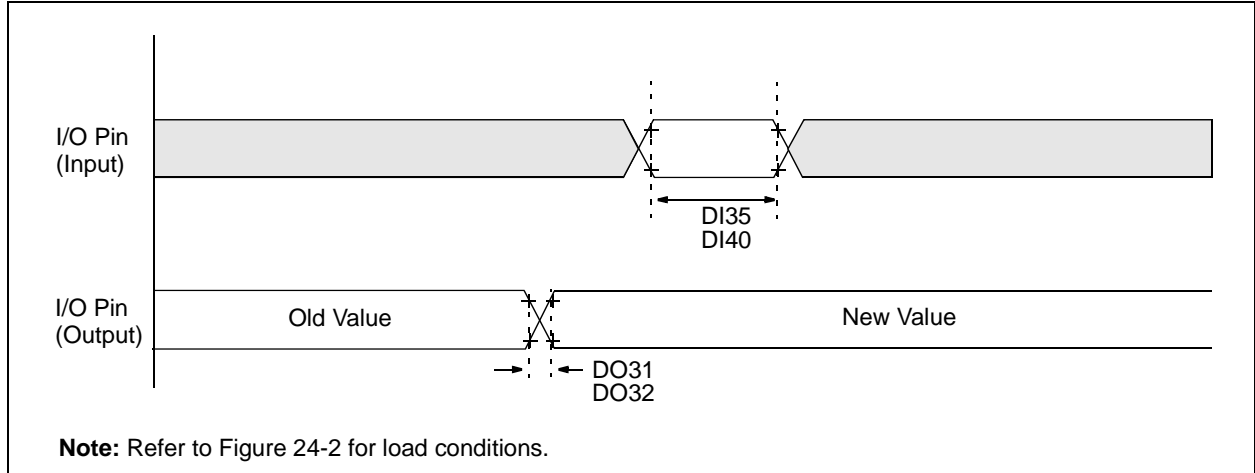 I/O Pin
(Input)
DI35
DI40
I/O Pin
(Output)
Old Value
New Value
DO31
DO32
Note: Refer to Figure 24-2 for load conditions.